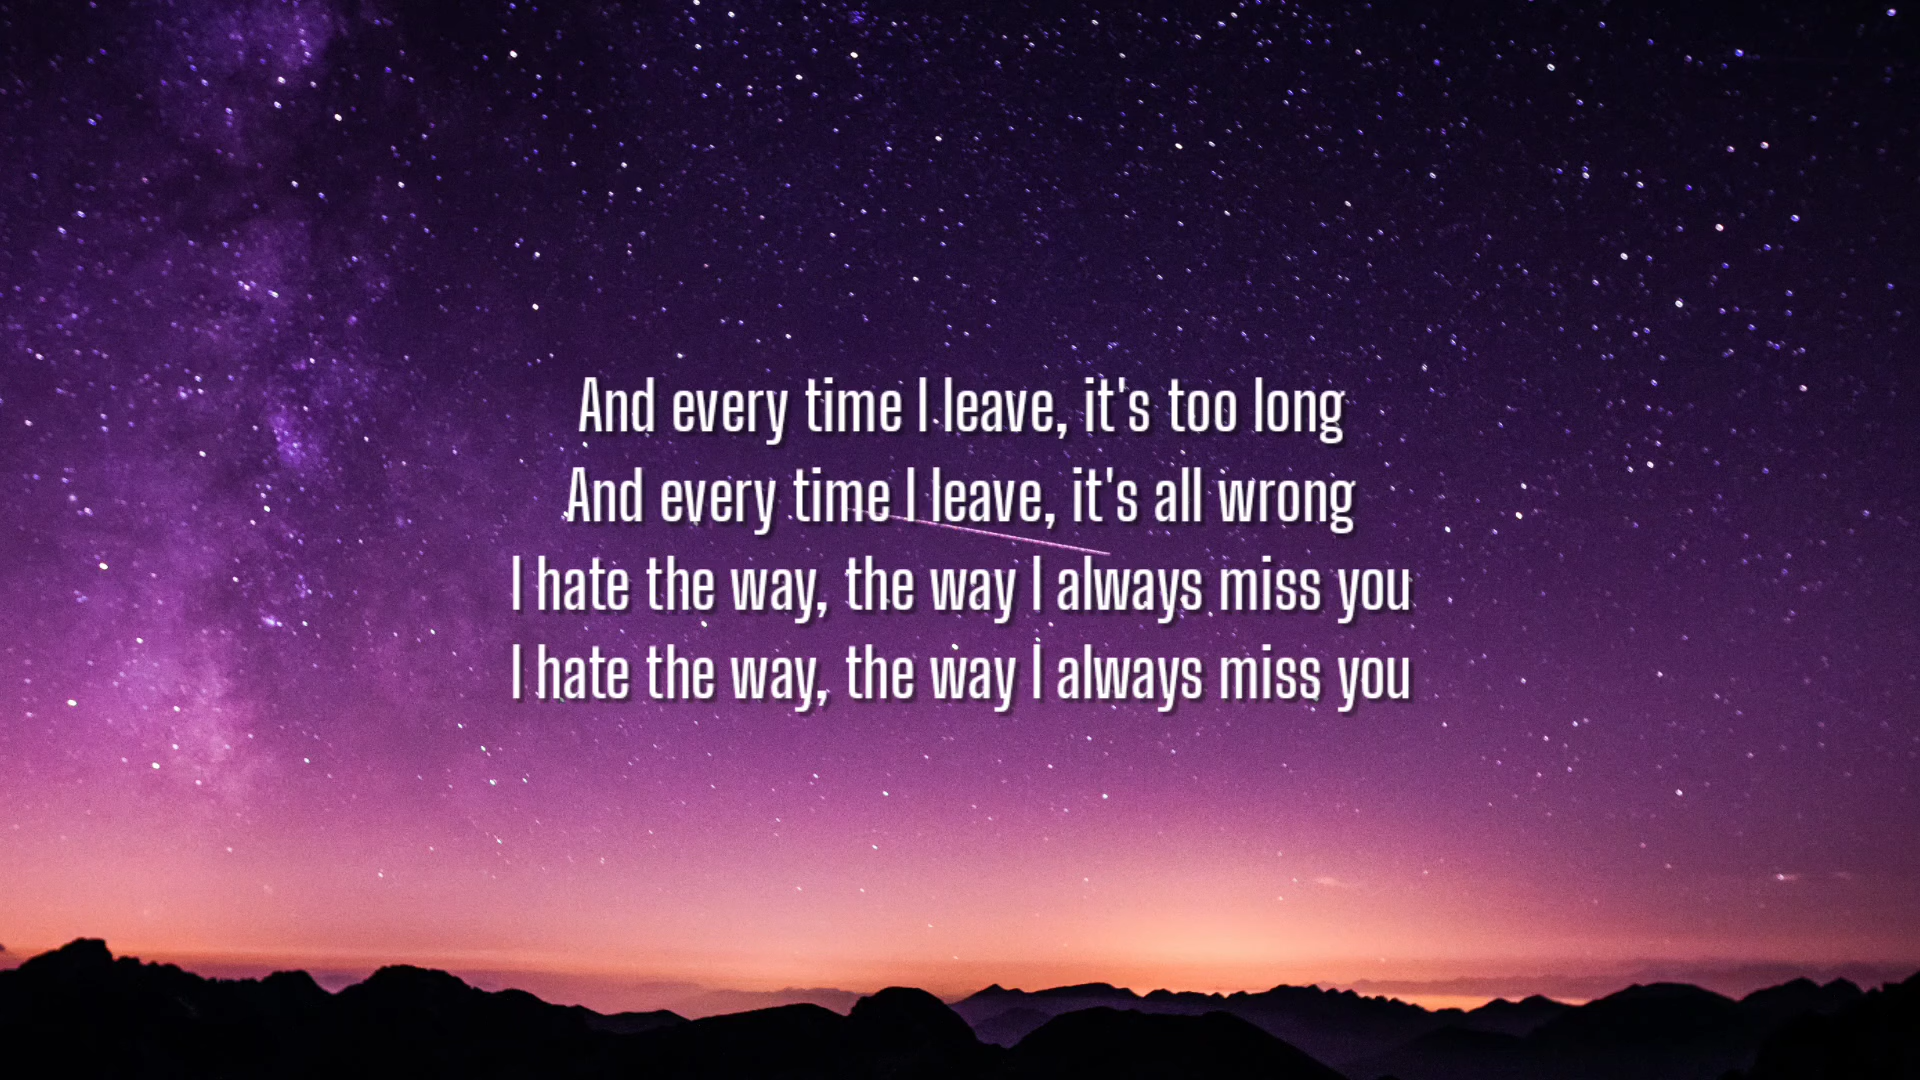 And every time I leave, it's too long
And every time I leave, it's all wrong
I hate the way, the way I always miss you
I hate the way, the way I always miss you